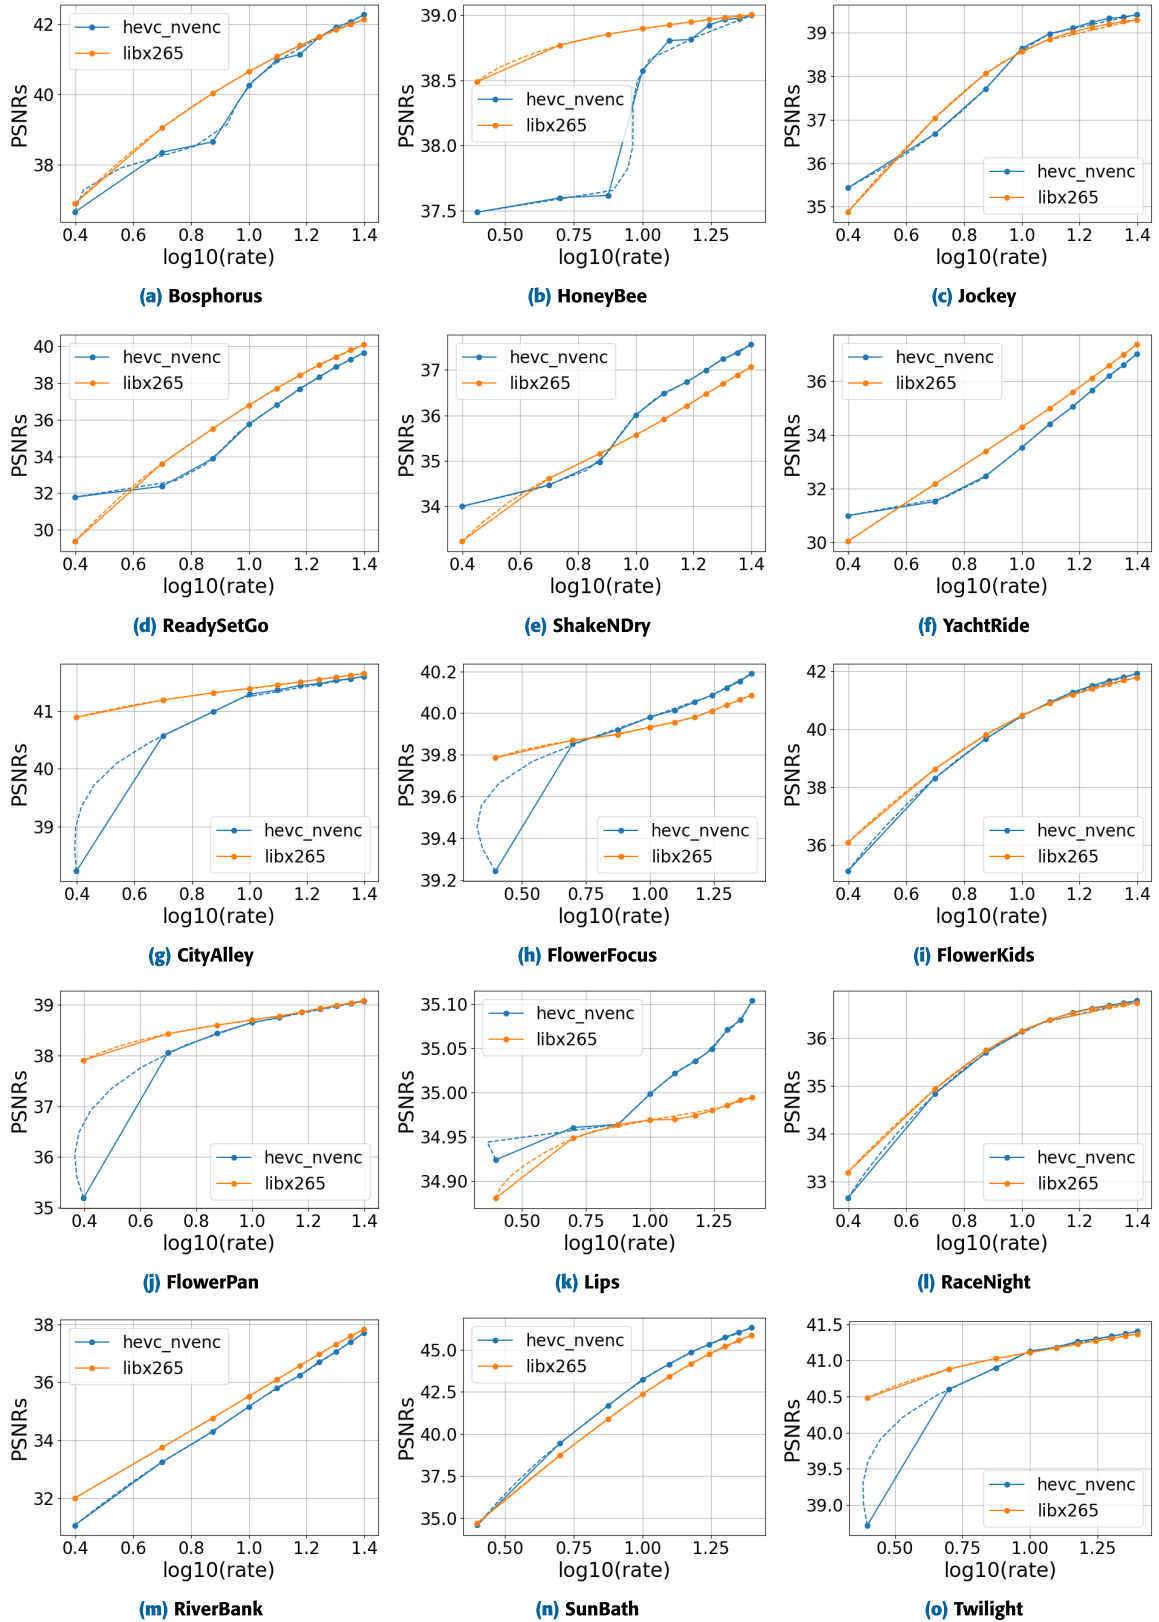 PSNRs
42
40
38
hevc_nvenc
libx265
0.4 0.6 0.8 1.0 1.2 1.4
log10(rate)
(a) Bosphorus
PSNRs
39.0
38.5
38.0
37.5
hevc_nvenc
libx265
0.50 0.75 1.00 1.25
log10(rate)
(b) HoneyBee
PSNRs
39
38
37
36
35
hevc_nvenc
libx265
0.4 0.6 0.8 1.0 1.2 1.4
log10(rate)
(c) Jockey
PSNRs
40
38
36
34
32
30
hevc_nvenc
libx265
0.4 0.6 0.8 1.0 1.2 1.4
log10(rate)
(d) ReadySetGo
PSNRs
37
36
35
34
hevc_nvenc
libx265
0.4 0.6 0.8 1.0 1.2 1.4
log10(rate)
(e) ShakeNDry
PSNRs
36
34
32
30
hevc_nvenc
libx265
0.4 0.6 0.8 1.0 1.2 1.4
log10(rate)
(f) YachtRide
PSNRs
41
40
39
hevc_nvenc
libx265
0.4 0.6 0.8 1.0 1.2 1.4
log10(rate)
(g) CityAlley
PSNRs
40.2
40.0
39.8
39.6
39.4
39.2
hevc_nvenc
libx265
0.50 0.75 1.00 1.25
log10(rate)
(h) FlowerFocus
PSNRs
42
40
38
36
hevc_nvenc
libx265
0.4 0.6 0.8 1.0 1.2 1.4
log10(rate)
(i) FlowerKids
PSNRs
39
38
37
36
35
hevc_nvenc
libx265
0.4 0.6 0.8 1.0 1.2 1.4
log10(rate)
(j) FlowerPan
PSNRs
35.10
35.05
35.00
34.95
34.90
hevc_nvenc
libx265
0.50 0.75 1.00 1.25
log10(rate)
(k) Lips
PSNRs
36
35
34
33
hevc_nvenc
libx265
0.4 0.6 0.8 1.0 1.2 1.4
log10(rate)
(l) RaceNight
PSNRs
38
36
34
32
hevc_nvenc
libx265
0.4 0.6 0.8 1.0 1.2 1.4
log10(rate)
(m) RiverBank
PSNRs
45.0
42.5
40.0
37.5
35.0
hevc_nvenc
libx265
0.50 0.75 1.00 1.25
log10(rate)
(n) SunBath
PSNRs
41.5
41.0
40.5
40.0
39.5
39.0
hevc_nvenc
libx265
0.50 0.75 1.00 1.25
log10(rate)
(o) Twilight